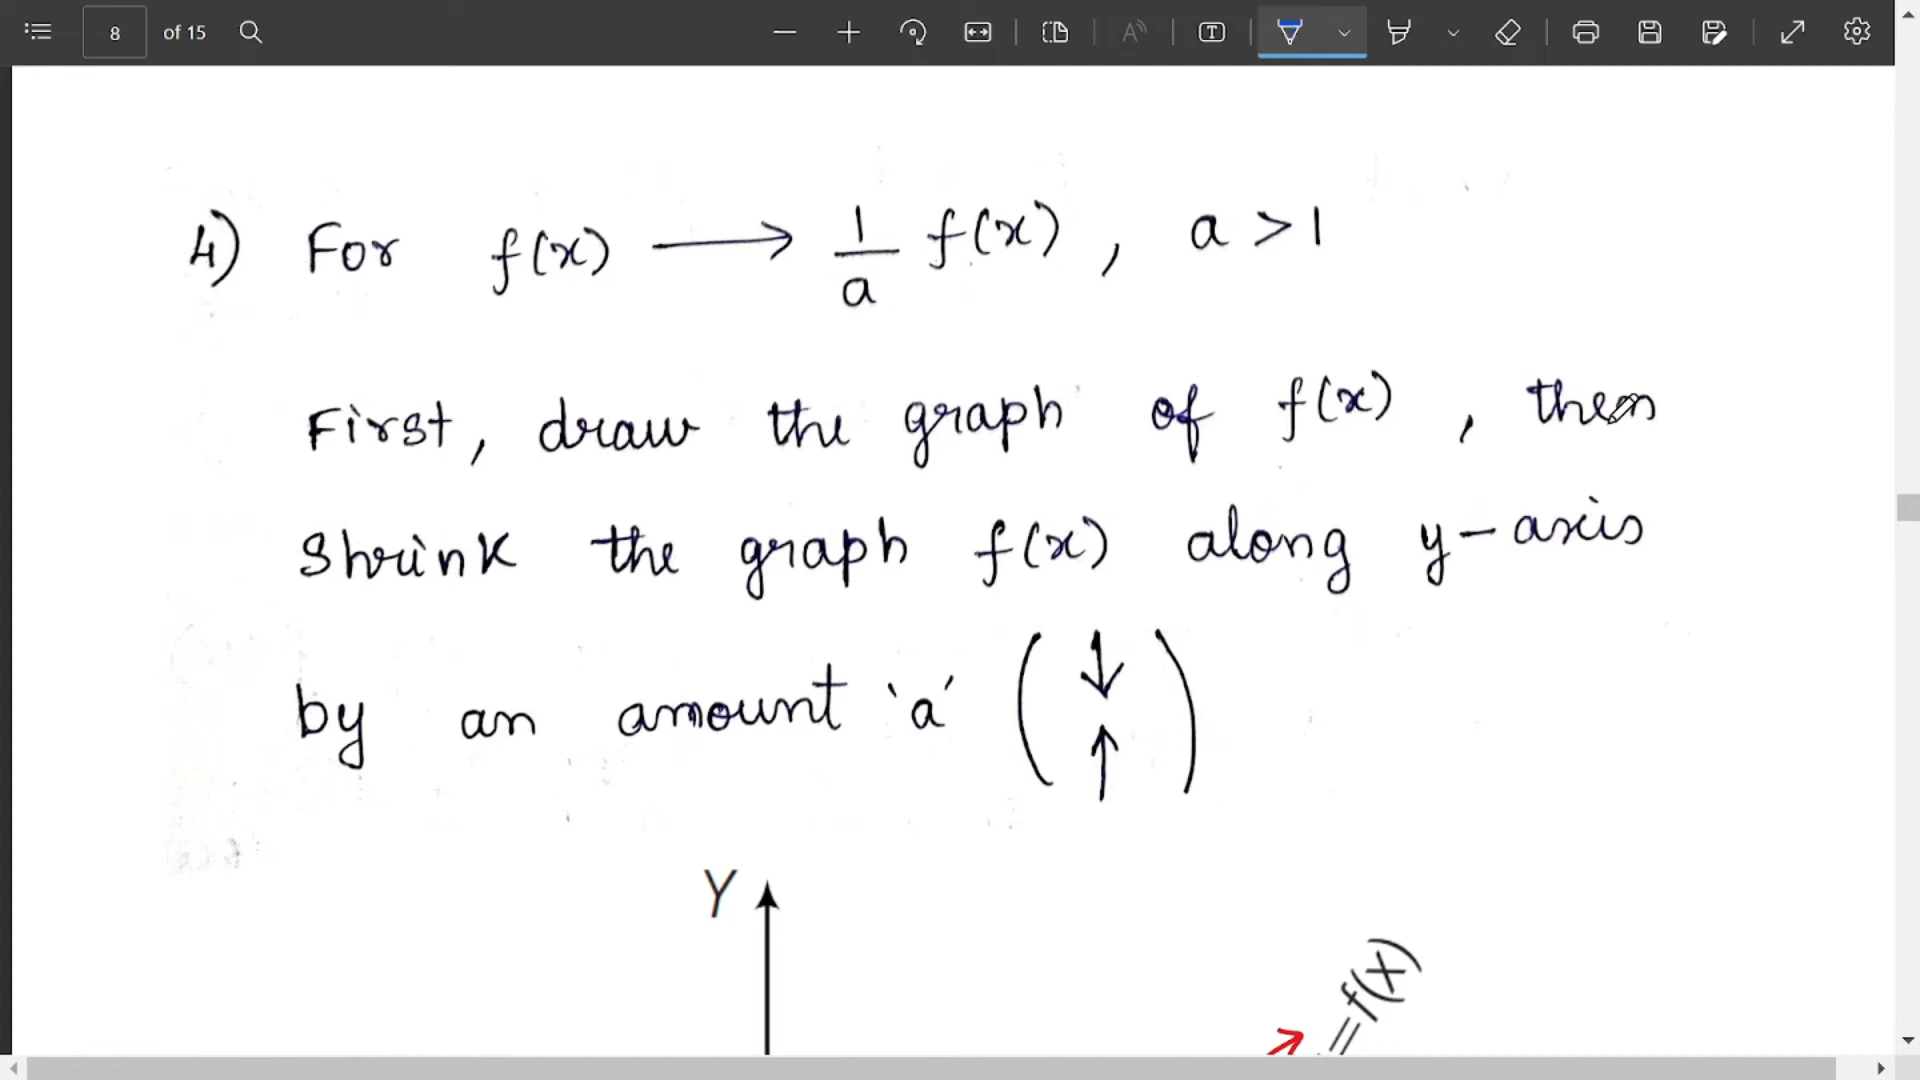 8 of 15
4) For f(x) ⟶ 1/a f(x) , a > 1
First, draw the graph of f(x) , then
Shrink the graph f(x) along y-axis
by an amount 'a' (↓↑)
Y
=f(x)